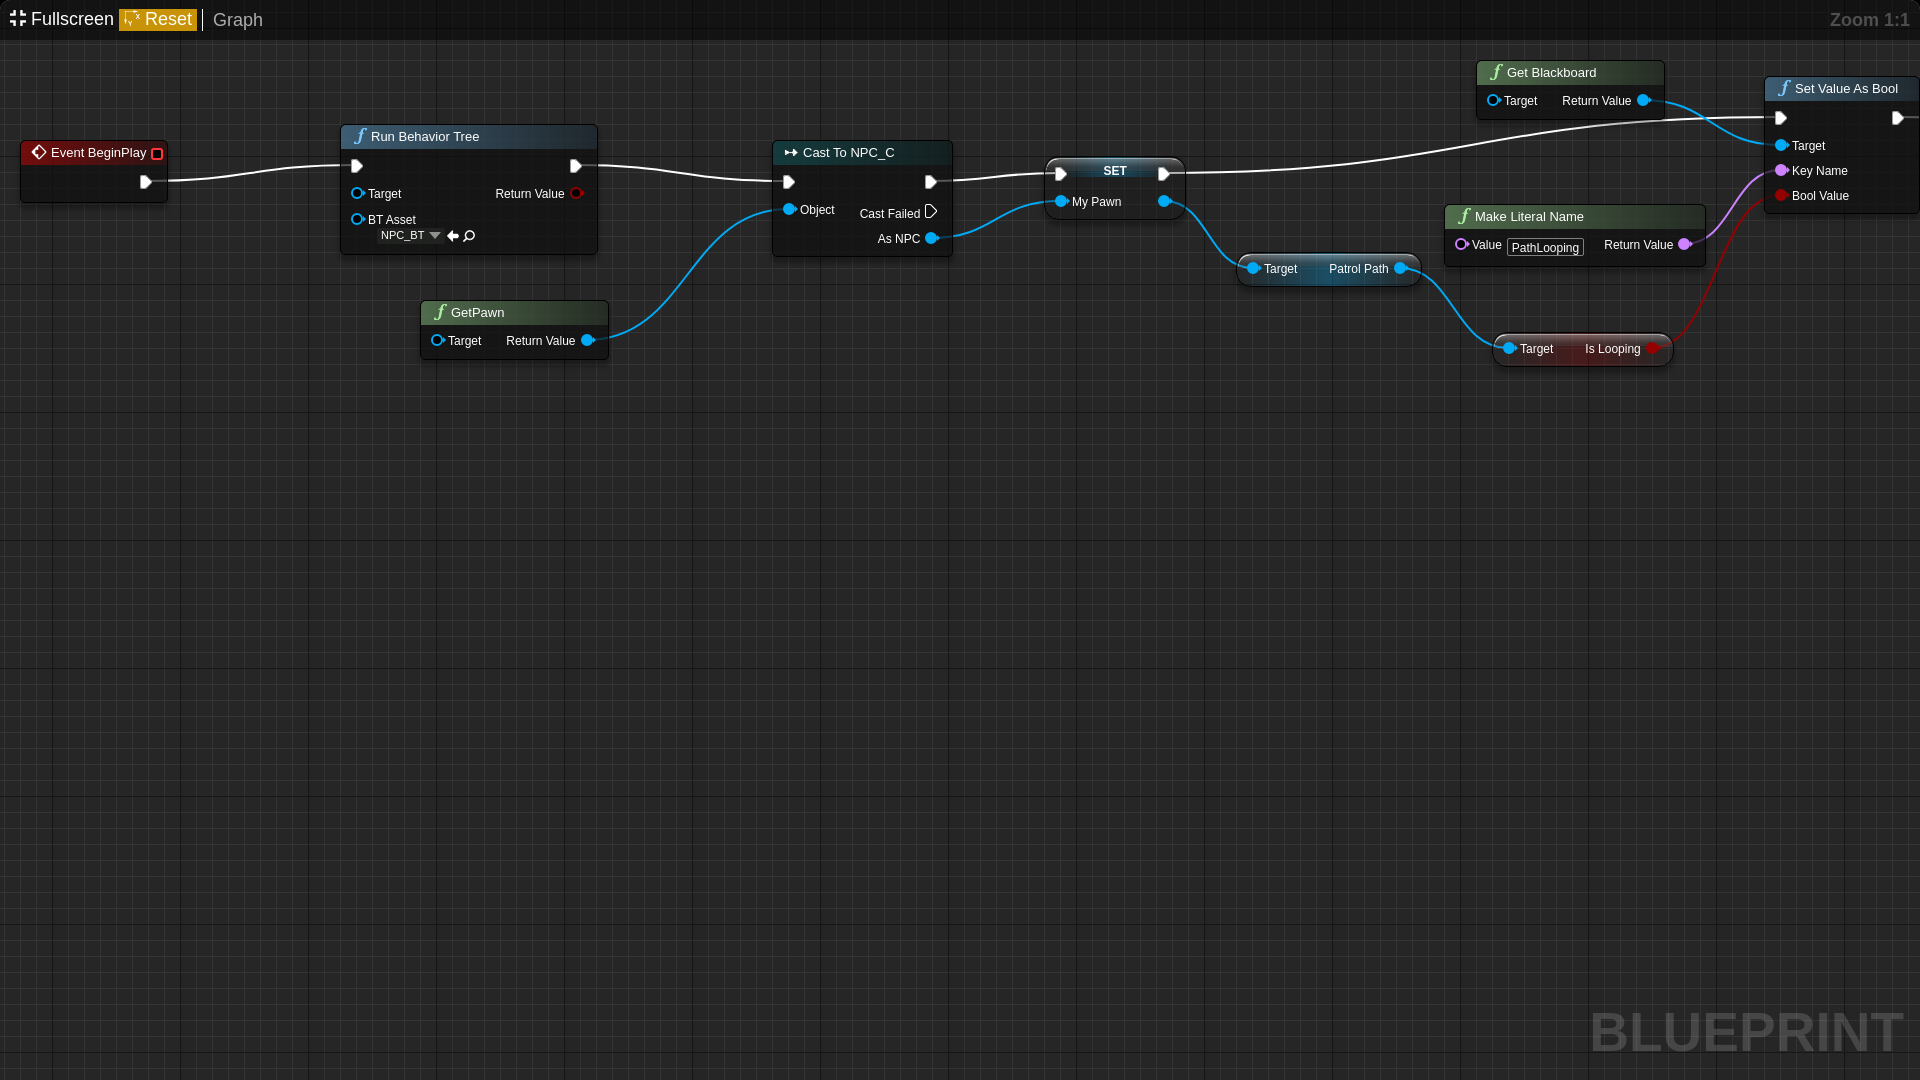 Fullscreen Reset Graph Zoom 1:1
Event BeginPlay
Run Behavior Tree
Target Return Value
BT Asset
NPC_BT
GetPawn
Target Return Value
Cast To NPC_C
Object
Cast Failed
As NPC
SET
My Pawn
Target Patrol Path
Get Blackboard
Target Return Value
Make Literal Name
Value PathLooping Return Value
Target Is Looping
Set Value As Bool
Target
Key Name
Bool Value
BLUEPRINT